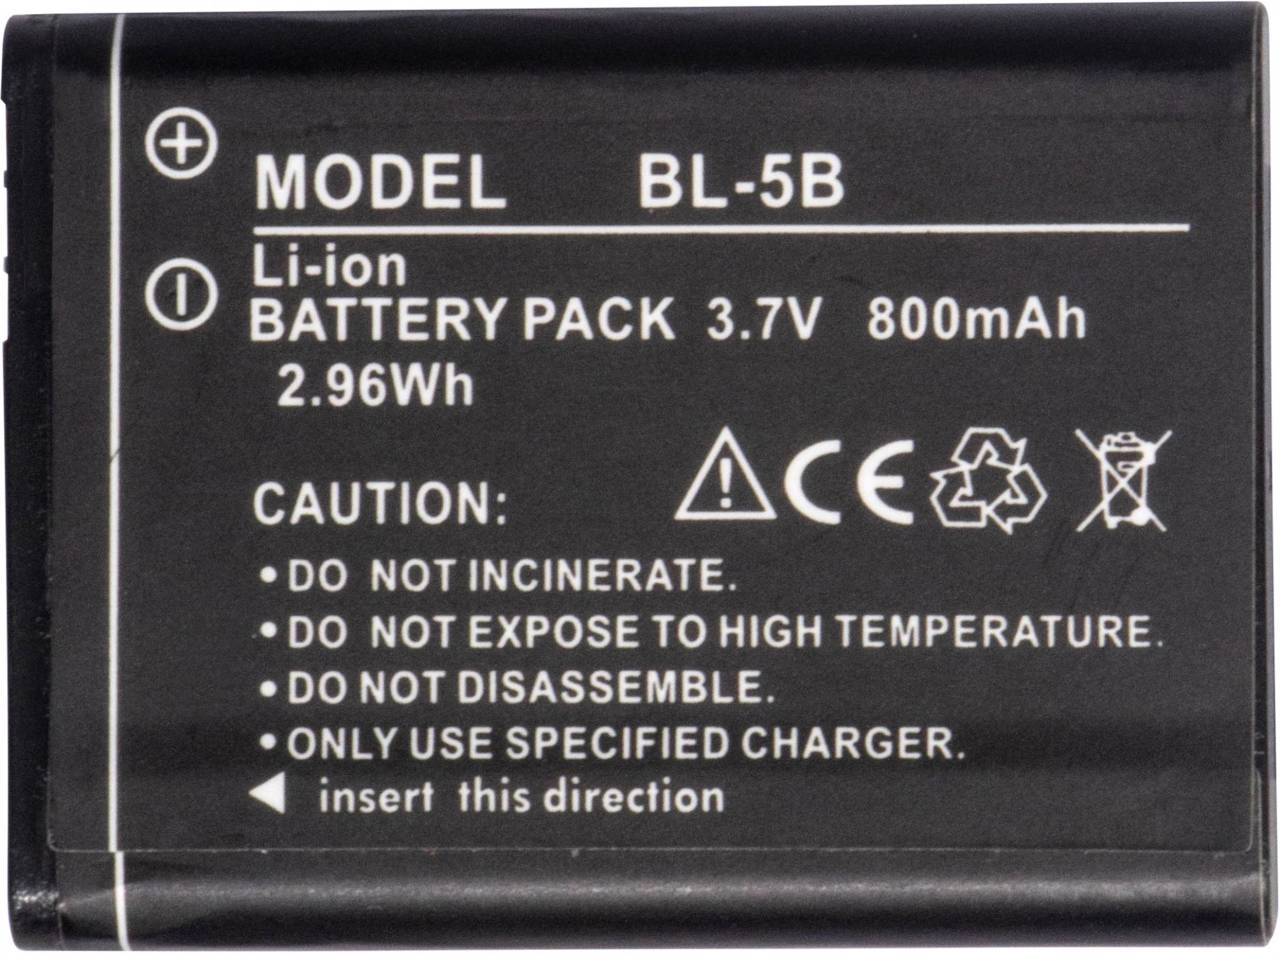 MODEL BL-5B
Li-ion
BATTERY PACK 3.7V 800mAh
2.96Wh
CAUTION: CE
•DO NOT INCINERATE.
•DO NOT EXPOSE TO HIGH TEMPERATURE.
•DO NOT DISASSEMBLE.
•ONLY USE SPECIFIED CHARGER.
insert this direction